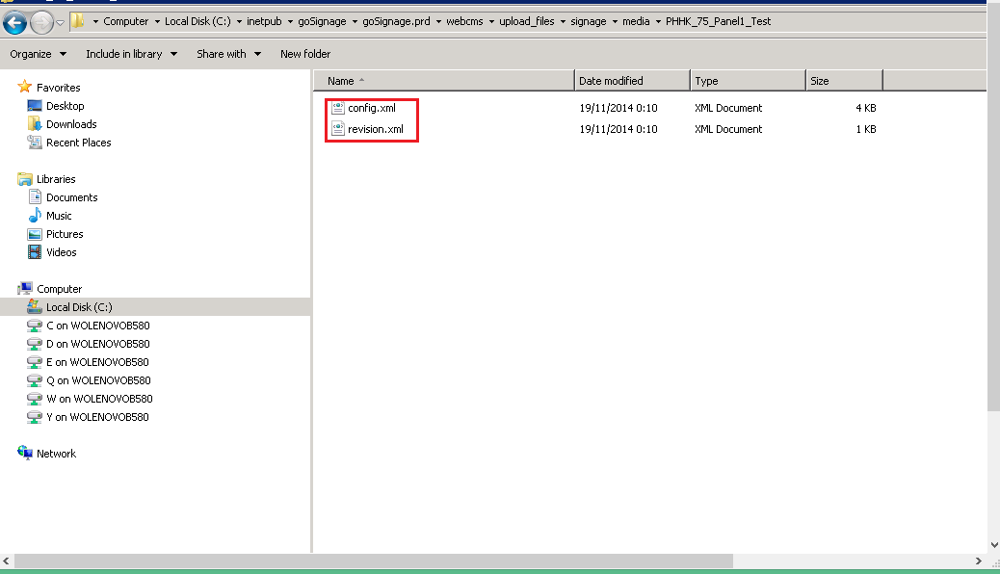 Computer Local Disk (C:) inetpub goSignage goSignage.prd webcms upload_files signage media PHHK_75_Panel1_Test
Organize Include in library Share with New folder
Name Date modified Type Size
Favorites
Desktop
Downloads
Recent Places
Libraries
Documents
Music
Pictures
Videos
Computer
Local Disk (C:)
C on WOLENOVOB580
D on WOLENOVOB580
E on WOLENOVOB580
Q on WOLENOVOB580
W on WOLENOVOB580
Y on WOLENOVOB580
Network
config.xml 19/11/2014 0:10 XML Document 4 KB
revision.xml 19/11/2014 0:10 XML Document 1 KB